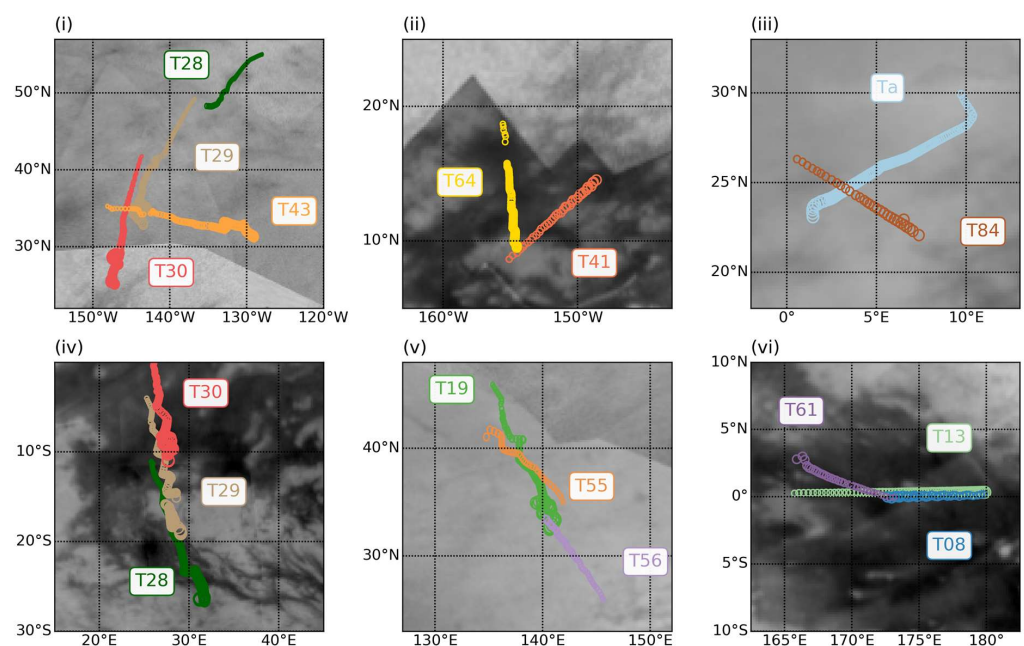 (i)
(ii)
(iii)
50°N
40°N
30°N
T28
T29
T43
T30
150°W
140°W
130°W
120°W
20°N
10°N
T64
T41
160°W
150°W
30°N
25°N
20°N
Ta
T84
0°
5°E
10°E
(iv)
(v)
(vi)
10°S
20°S
30°S
T30
T29
T28
20°E
30°E
40°E
40°N
30°N
T19
T55
T56
130°E
140°E
150°E
10°N
5°N
0°
5°S
10°S
T61
T13
T08
165°E
170°E
175°E
180°